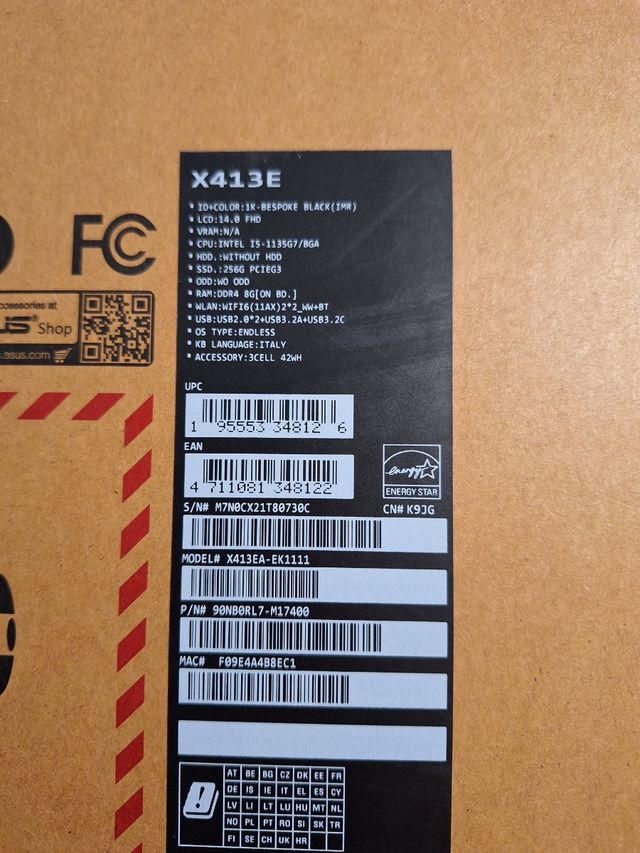 X413E
* ID+COLOR:1K-BESPOKE BLACK(IMR)
* LCD:14.0 FHD
* VRAM:N/A
* CPU:INTEL I5-1135G7/BGA
* HDD.:WITHOUT HDD
* SSD.:256G PCIEG3
* ODD:WO ODD
* RAM:DDR4 8G[ON BD.]
* WLAN:WIFI6(11AX)2*2_WW+BT
* USB:USB2.0*2+USB3.2A+USB3.2C
* OS TYPE:ENDLESS
* KB LANGUAGE:ITALY
* ACCESSORY:3CELL 42WH
FC
Shop
.asus.com
UPC
1 95553 34812 6
EAN
4 711081 348122
energy
ENERGY STAR
S/N# M7N0CX21T80730C
CN# K9JG
MODEL# X413EA-EK1111
P/N# 90NB0RL7-M17400
MAC# F09E4A4B8EC1
AT BE BG CZ DK EE FR
DE IS IE IT EL ES CY
LV LI LT LU HU MT NL
NO PL PT RO SI SK TR
FI SE CH UK HR